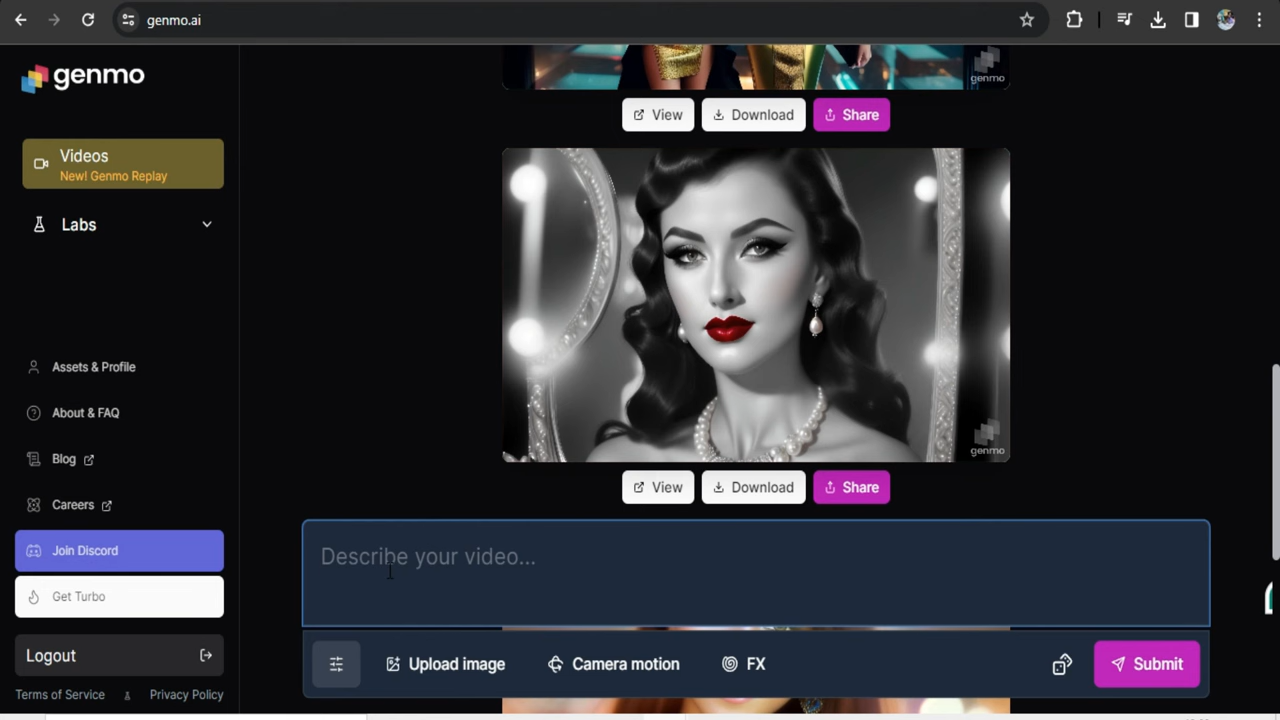 genmo.ai
genmo
genmo
View
Download
Share
Videos
New! Genmo Replay
Labs
Assets & Profile
About & FAQ
genmo
Blog
View
Download
Share
Careers
Join Discord
Describe your video...
Get Turbo
Logout
Upload image
Camera motion
FX
Submit
Terms of Service
Privacy Policy